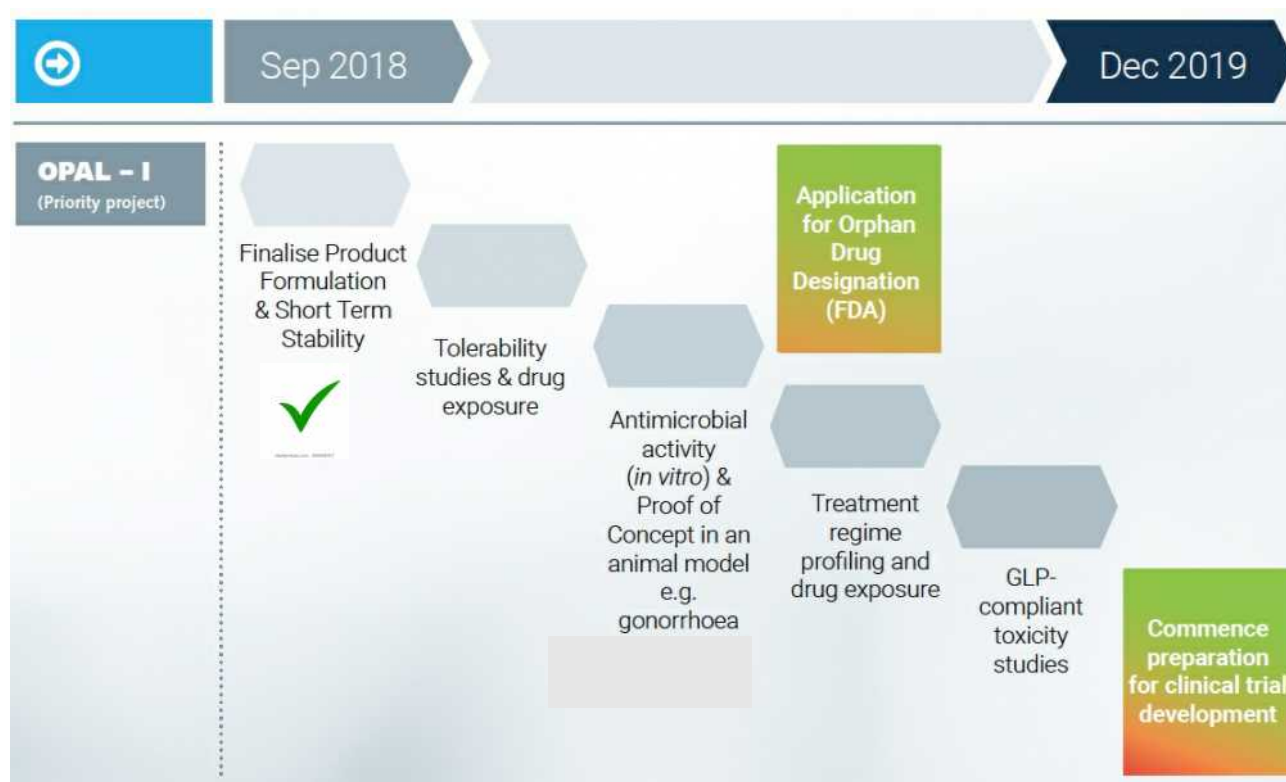 Sep 2018
Dec 2019
OPAL – I
(Priority project)
Finalise Product
Formulation
& Short Term
Stability
Tolerability
studies & drug
exposure
Antimicrobial
activity
(in vitro) &
Proof of
Concept in an
animal model
e.g.
gonorrhoea
Application
for Orphan
Drug
Designation
(FDA)
Treatment
regime
profiling and
drug exposure
GLP-
compliant
toxicity
studies
Commence
preparation
for clinical trial
development